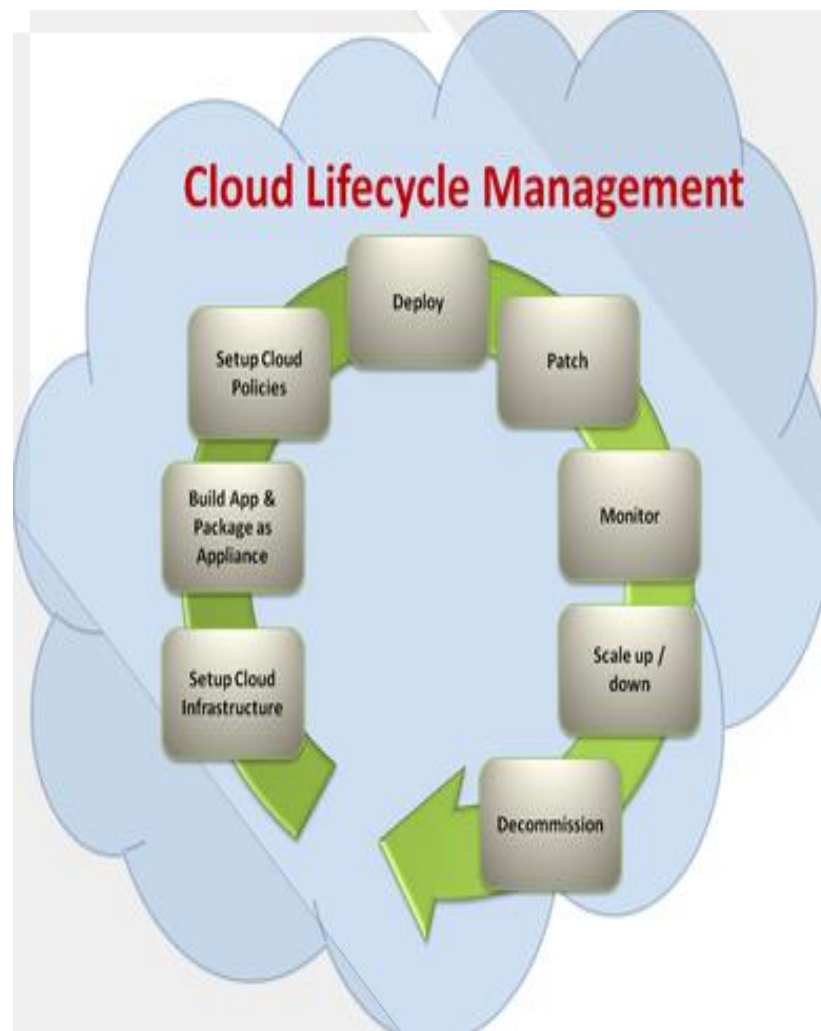 Cloud Lifecycle Management
Deploy
Setup Cloud
Policies
Patch
Build App &
Package as
Appliance
Monitor
Setup Cloud
Infrastructure
Scale up /
down
Decommission